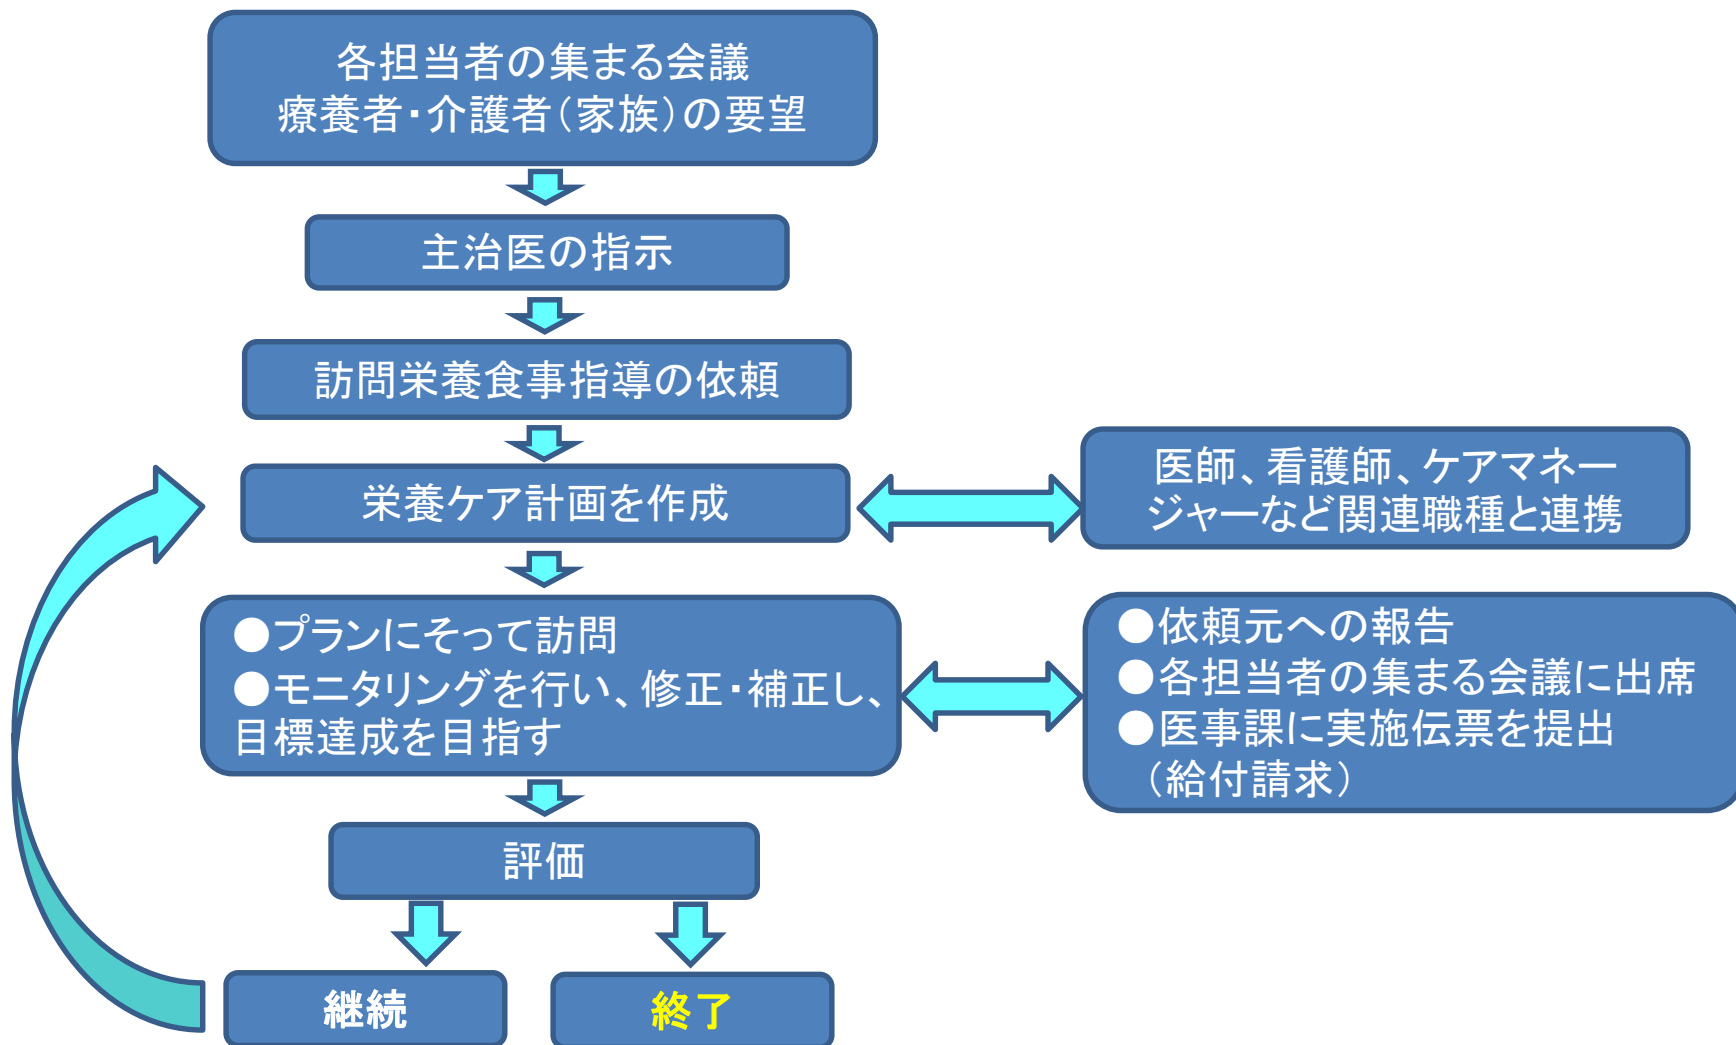 各担当者の集まる会議
療養者・介護者（家族）の要望
主治医の指示
訪問栄養食事指導の依頼
栄養ケア計画を作成
医師、看護師、ケアマネー
ジャーなど関連職種と連携
●プランにそって訪問
●モニタリングを行い、修正・補正し、
目標達成を目指す
●依頼元への報告
●各担当者の集まる会議に出席
●医事課に実施伝票を提出
（給付請求）
評価
継続
終了